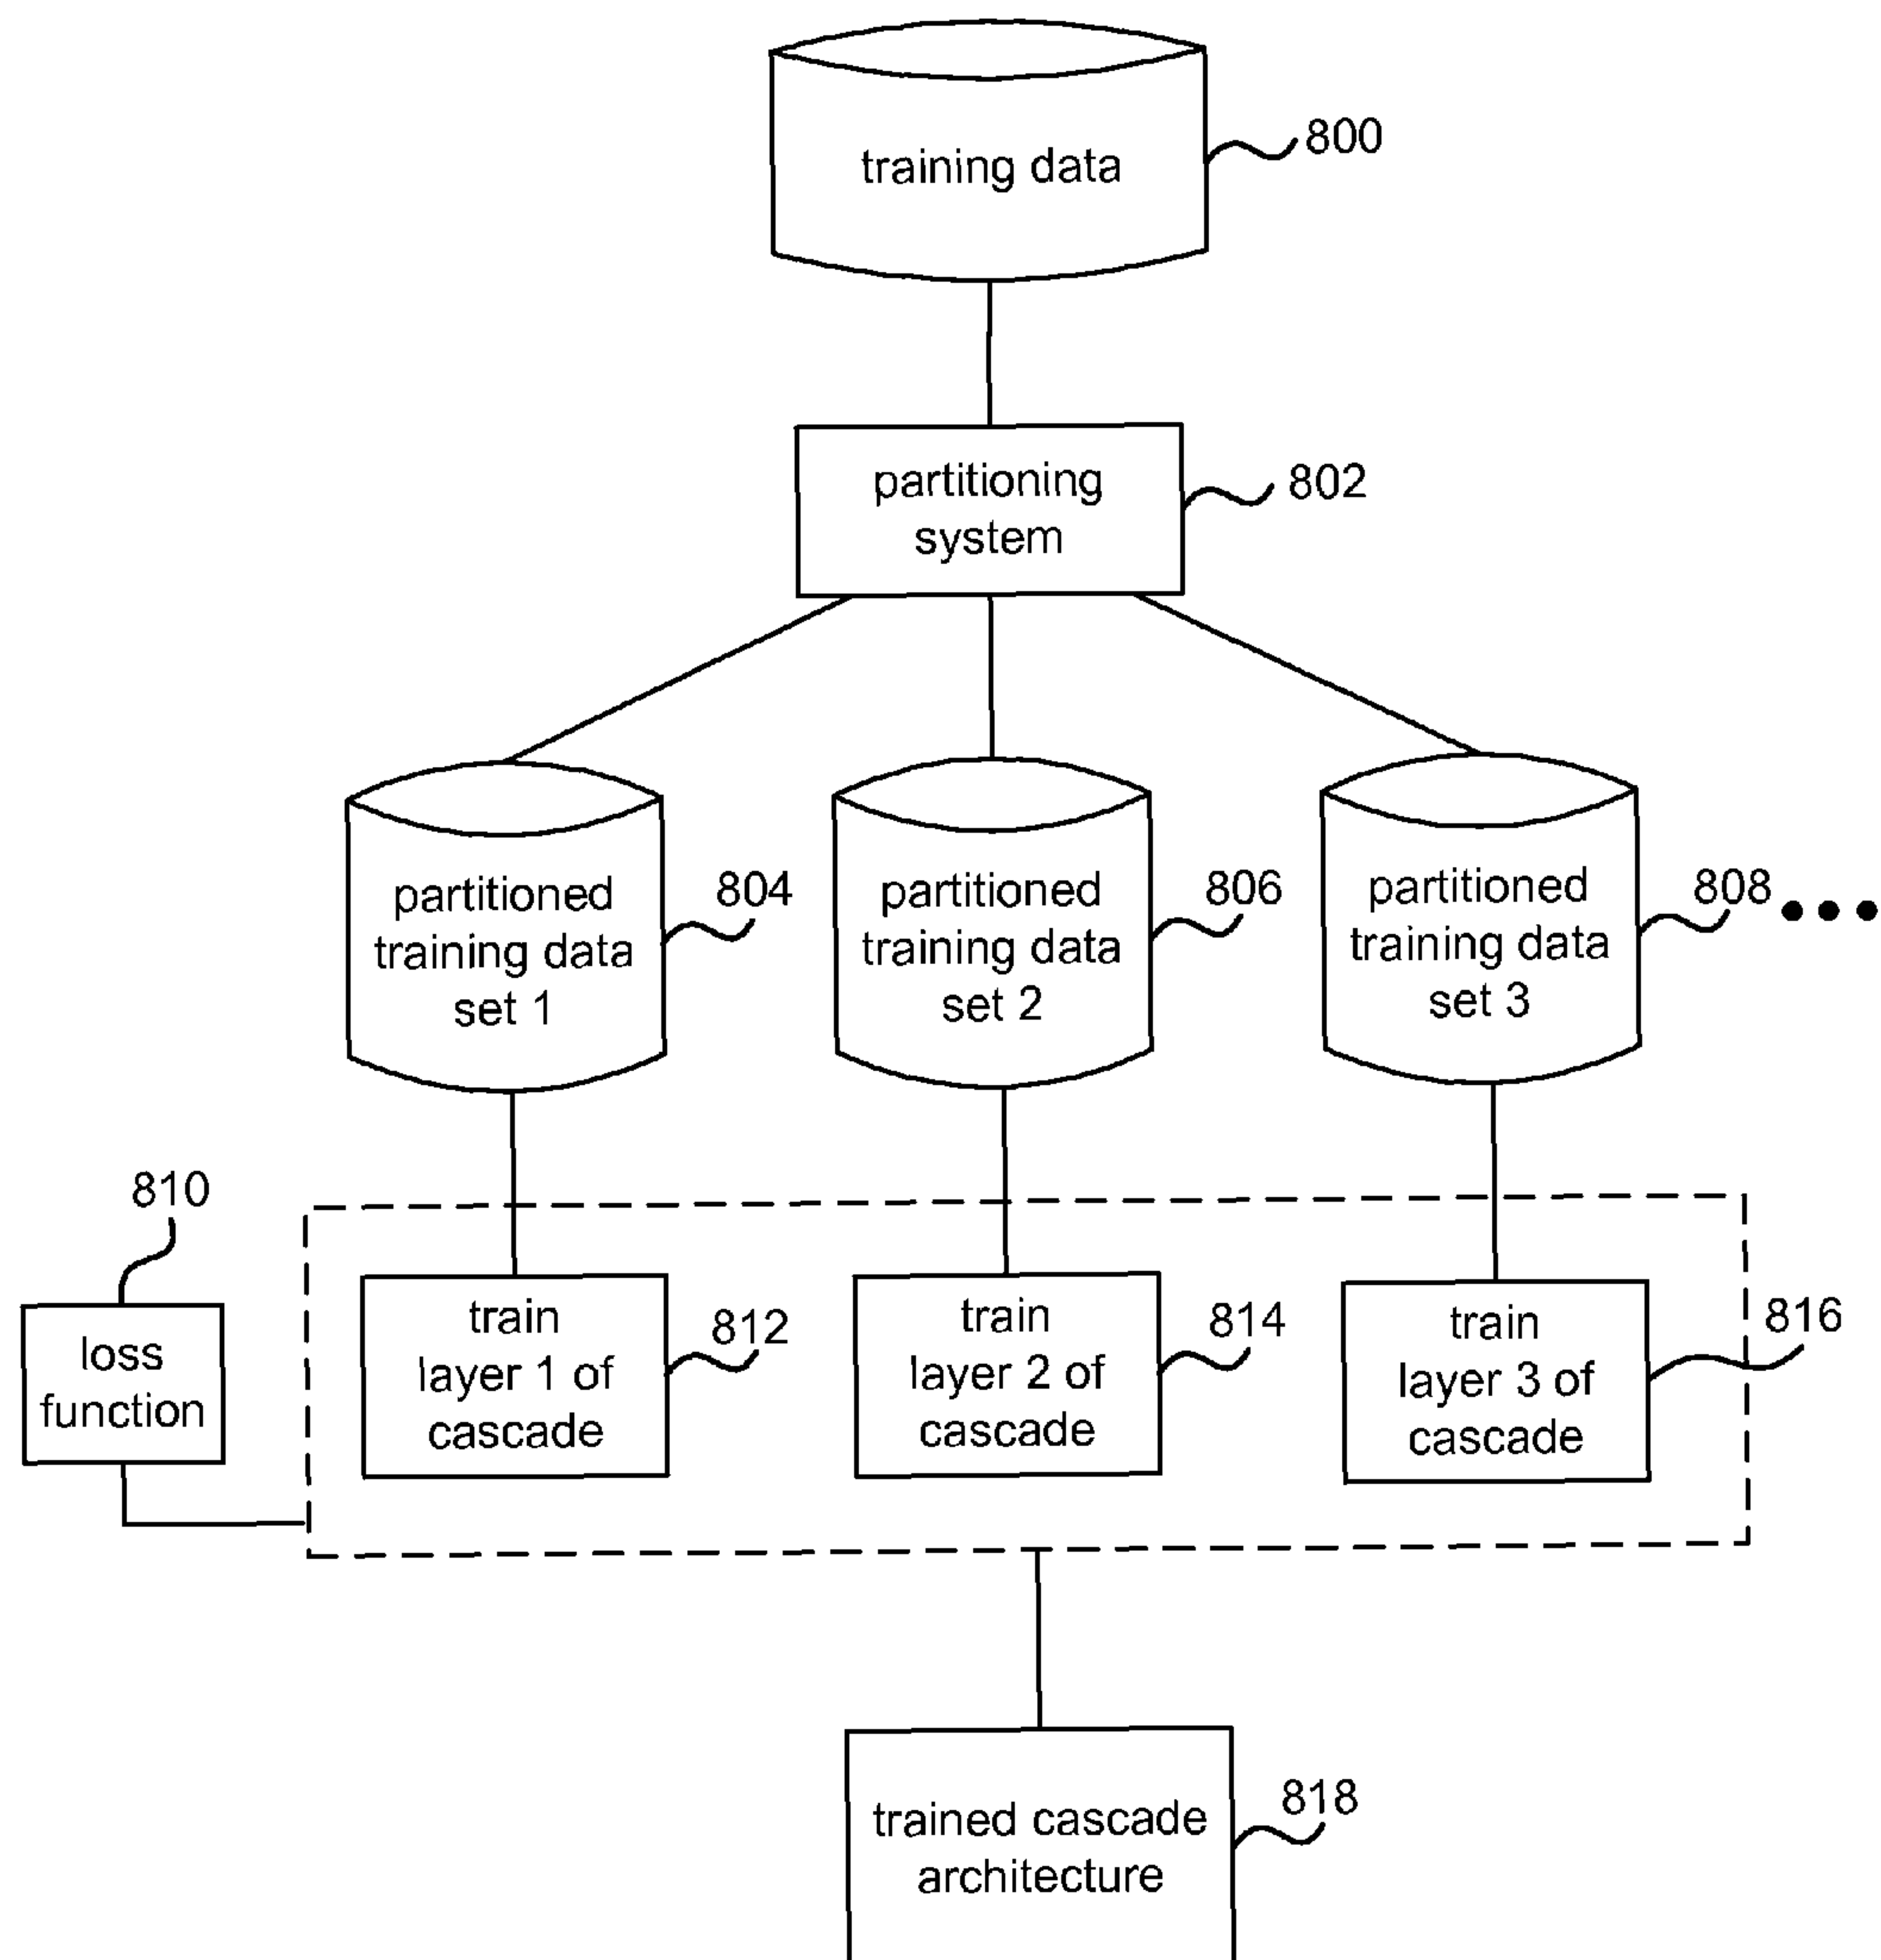 training data
800
partitioning
system
802
partitioned
training data
set 1
804
partitioned
training data
set 2
806
partitioned
training data
set 3
808
810
loss
function
train
layer 1 of
cascade
812
train
layer 2 of
cascade
814
train
layer 3 of
cascade
816
trained cascade
architecture
818